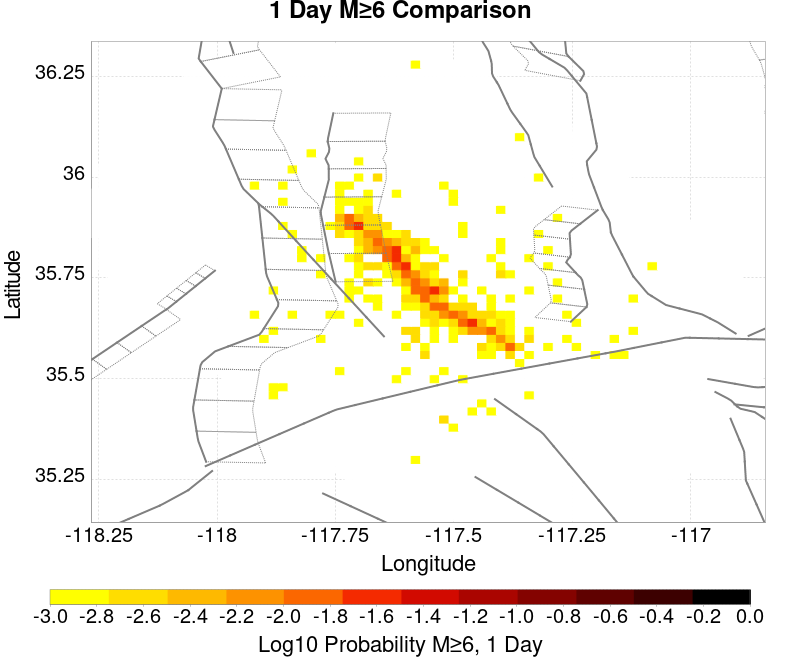 1 Day M≥6 Comparison
36.25
36
35.75
35.5
35.25
Latitude
-118.25 -118 -117.75 -117.5 -117.25 -117
Longitude
-3.0 -2.8 -2.6 -2.4 -2.2 -2.0 -1.8 -1.6 -1.4 -1.2 -1.0 -0.8 -0.6 -0.4 -0.2 0.0
Log10 Probability M≥6, 1 Day